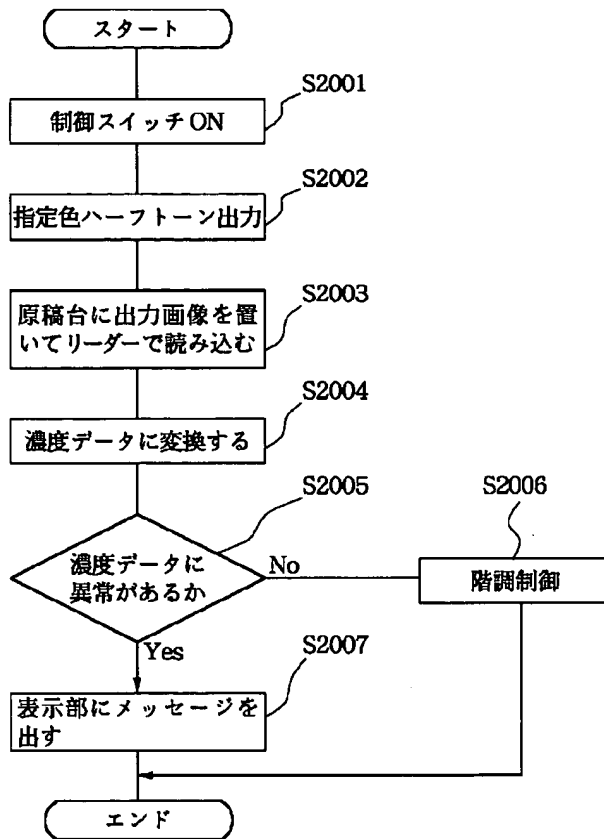 スタート
S2001
制御スイッチON
S2002
指定色ハーフトーン出力
S2003
原稿台に出力画像を置
いてリーダーで読み込む
S2004
濃度データに変換する
S2005
濃度データに
異常があるか
No
S2006
階調制御
Yes
S2007
表示部にメッセージを
出す
エンド